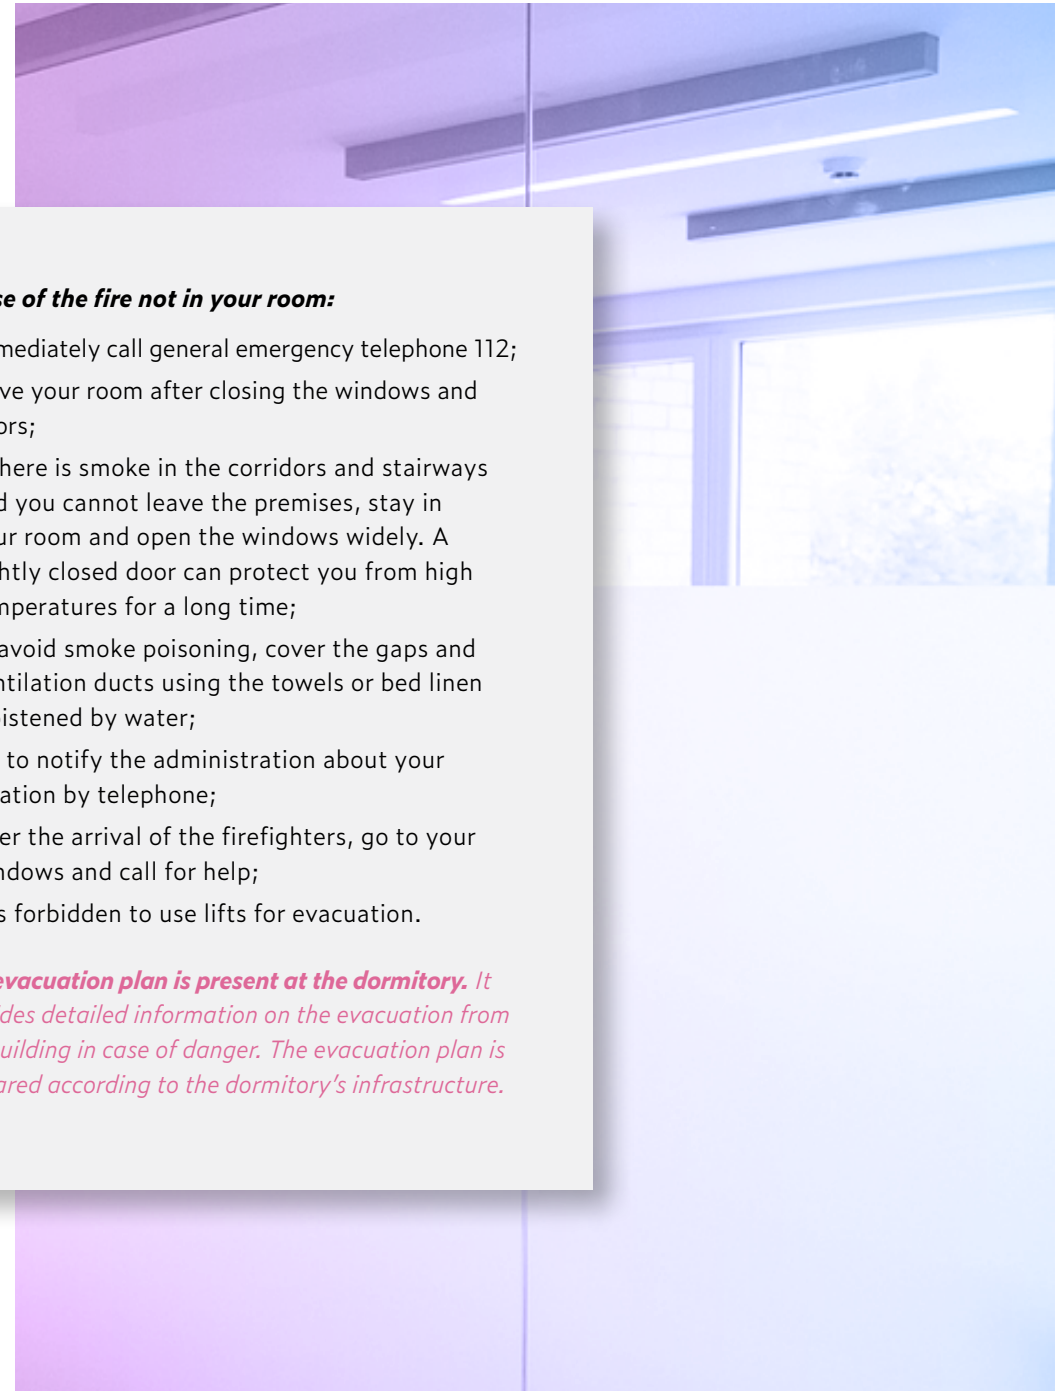 se of the fire not in your room:
mediately call general emergency telephone 112;
ve your room after closing the windows and
ors;
here is smoke in the corridors and stairways
d you cannot leave the premises, stay in
ur room and open the windows widely. A
htly closed door can protect you from high
mperatures for a long time;
avoid smoke poisoning, cover the gaps and
ntilation ducts using the towels or bed linen
oistened by water;
to notify the administration about your
ation by telephone;
er the arrival of the firefighters, go to your
ndows and call for help;
s forbidden to use lifts for evacuation.
evacuation plan is present at the dormitory. It
ides detailed information on the evacuation from
uilding in case of danger. The evacuation plan is
ared according to the dormitory's infrastructure.